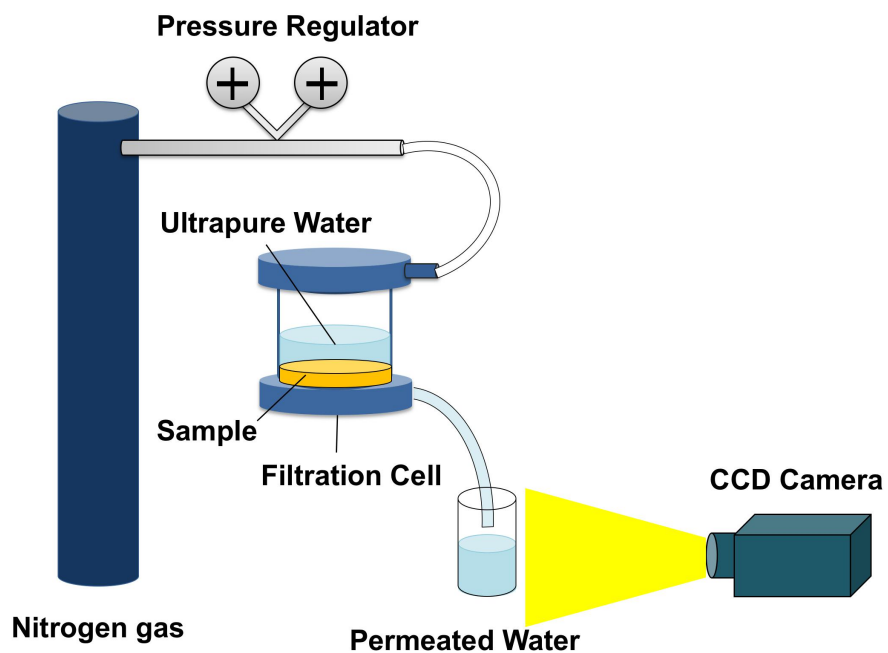 Pressure Regulator
Ultrapure Water
Sample
Filtration Cell
CCD Camera
Nitrogen gas
Permeated Water